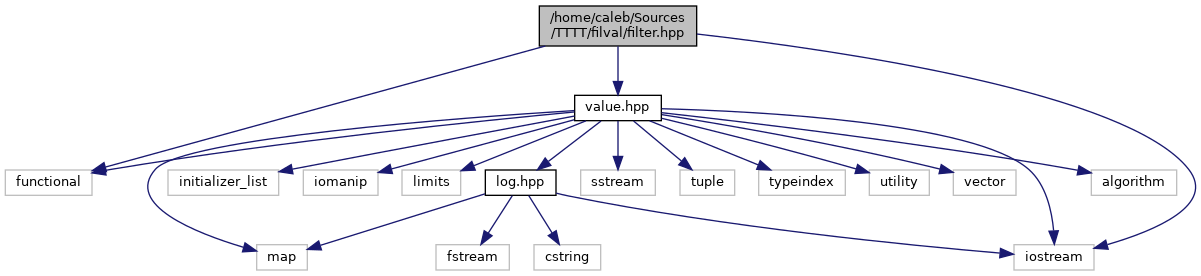 /home/caleb/Sources
/TTTT/filval/filter.hpp
value.hpp
functional
initializer_list
iomanip
limits
log.hpp
sstream
tuple
typeindex
utility
vector
algorithm
map
fstream
cstring
iostream